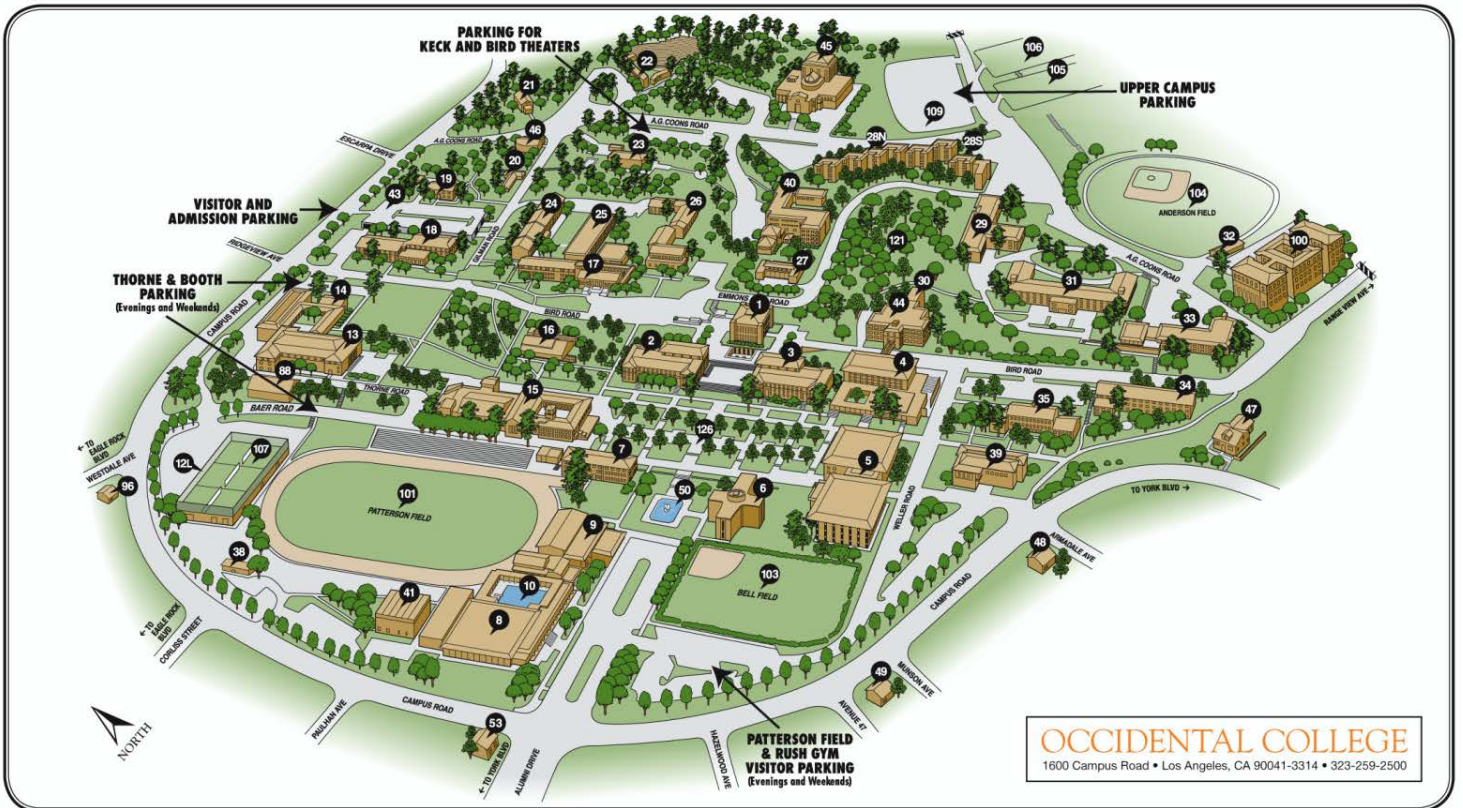 PARKING FOR
KECK AND BIRD THEATERS
22
45
106
105
UPPER CAMPUS
PARKING
21
A.G. COONS ROAD
109
ESCARPA DRIVE
A.G. COONS ROAD
46
23
28N
28S
20
19
40
104
ANDERSON FIELD
VISITOR AND
ADMISSION PARKING
43
24
25
26
29
32
100
18
GILMAN ROAD
121
A.G. COONS ROAD
RIDGEVIEW AVE
17
27
30
31
RANGE VIEW AVE→
THORNE & BOOTH
PARKING
(Evenings and Weekends)
14
EMMONS
ROAD
1
44
33
CAMPUS ROAD
BIRD ROAD
13
16
2
3
4
BIRD ROAD
88
THORNE ROAD
15
34
35
BAER ROAD
47
← TO
EAGLE ROCK
BLVD
WESTDALE AVE
12L
107
126
7
5
39
96
101
PATTERSON FIELD
50
6
WELLER ROAD
TO YORK BLVD →
9
38
48
ARMADALE AVE
10
103
BELL FIELD
41
8
CAMPUS ROAD
← TO
EAGLE ROCK
BLVD
CORLISS STREET
49
MUNSON AVE
CAMPUS ROAD
PAULHAN AVE
53
AVENUE 47
← TO YORK BLVD
ALUMNI DRIVE
HAZELWOOD AVE
PATTERSON FIELD
& RUSH GYM
VISITOR PARKING
(Evenings and Weekends)
NORTH
OCCIDENTAL COLLEGE
1600 Campus Road • Los Angeles, CA 90041-3314 • 323-259-2500